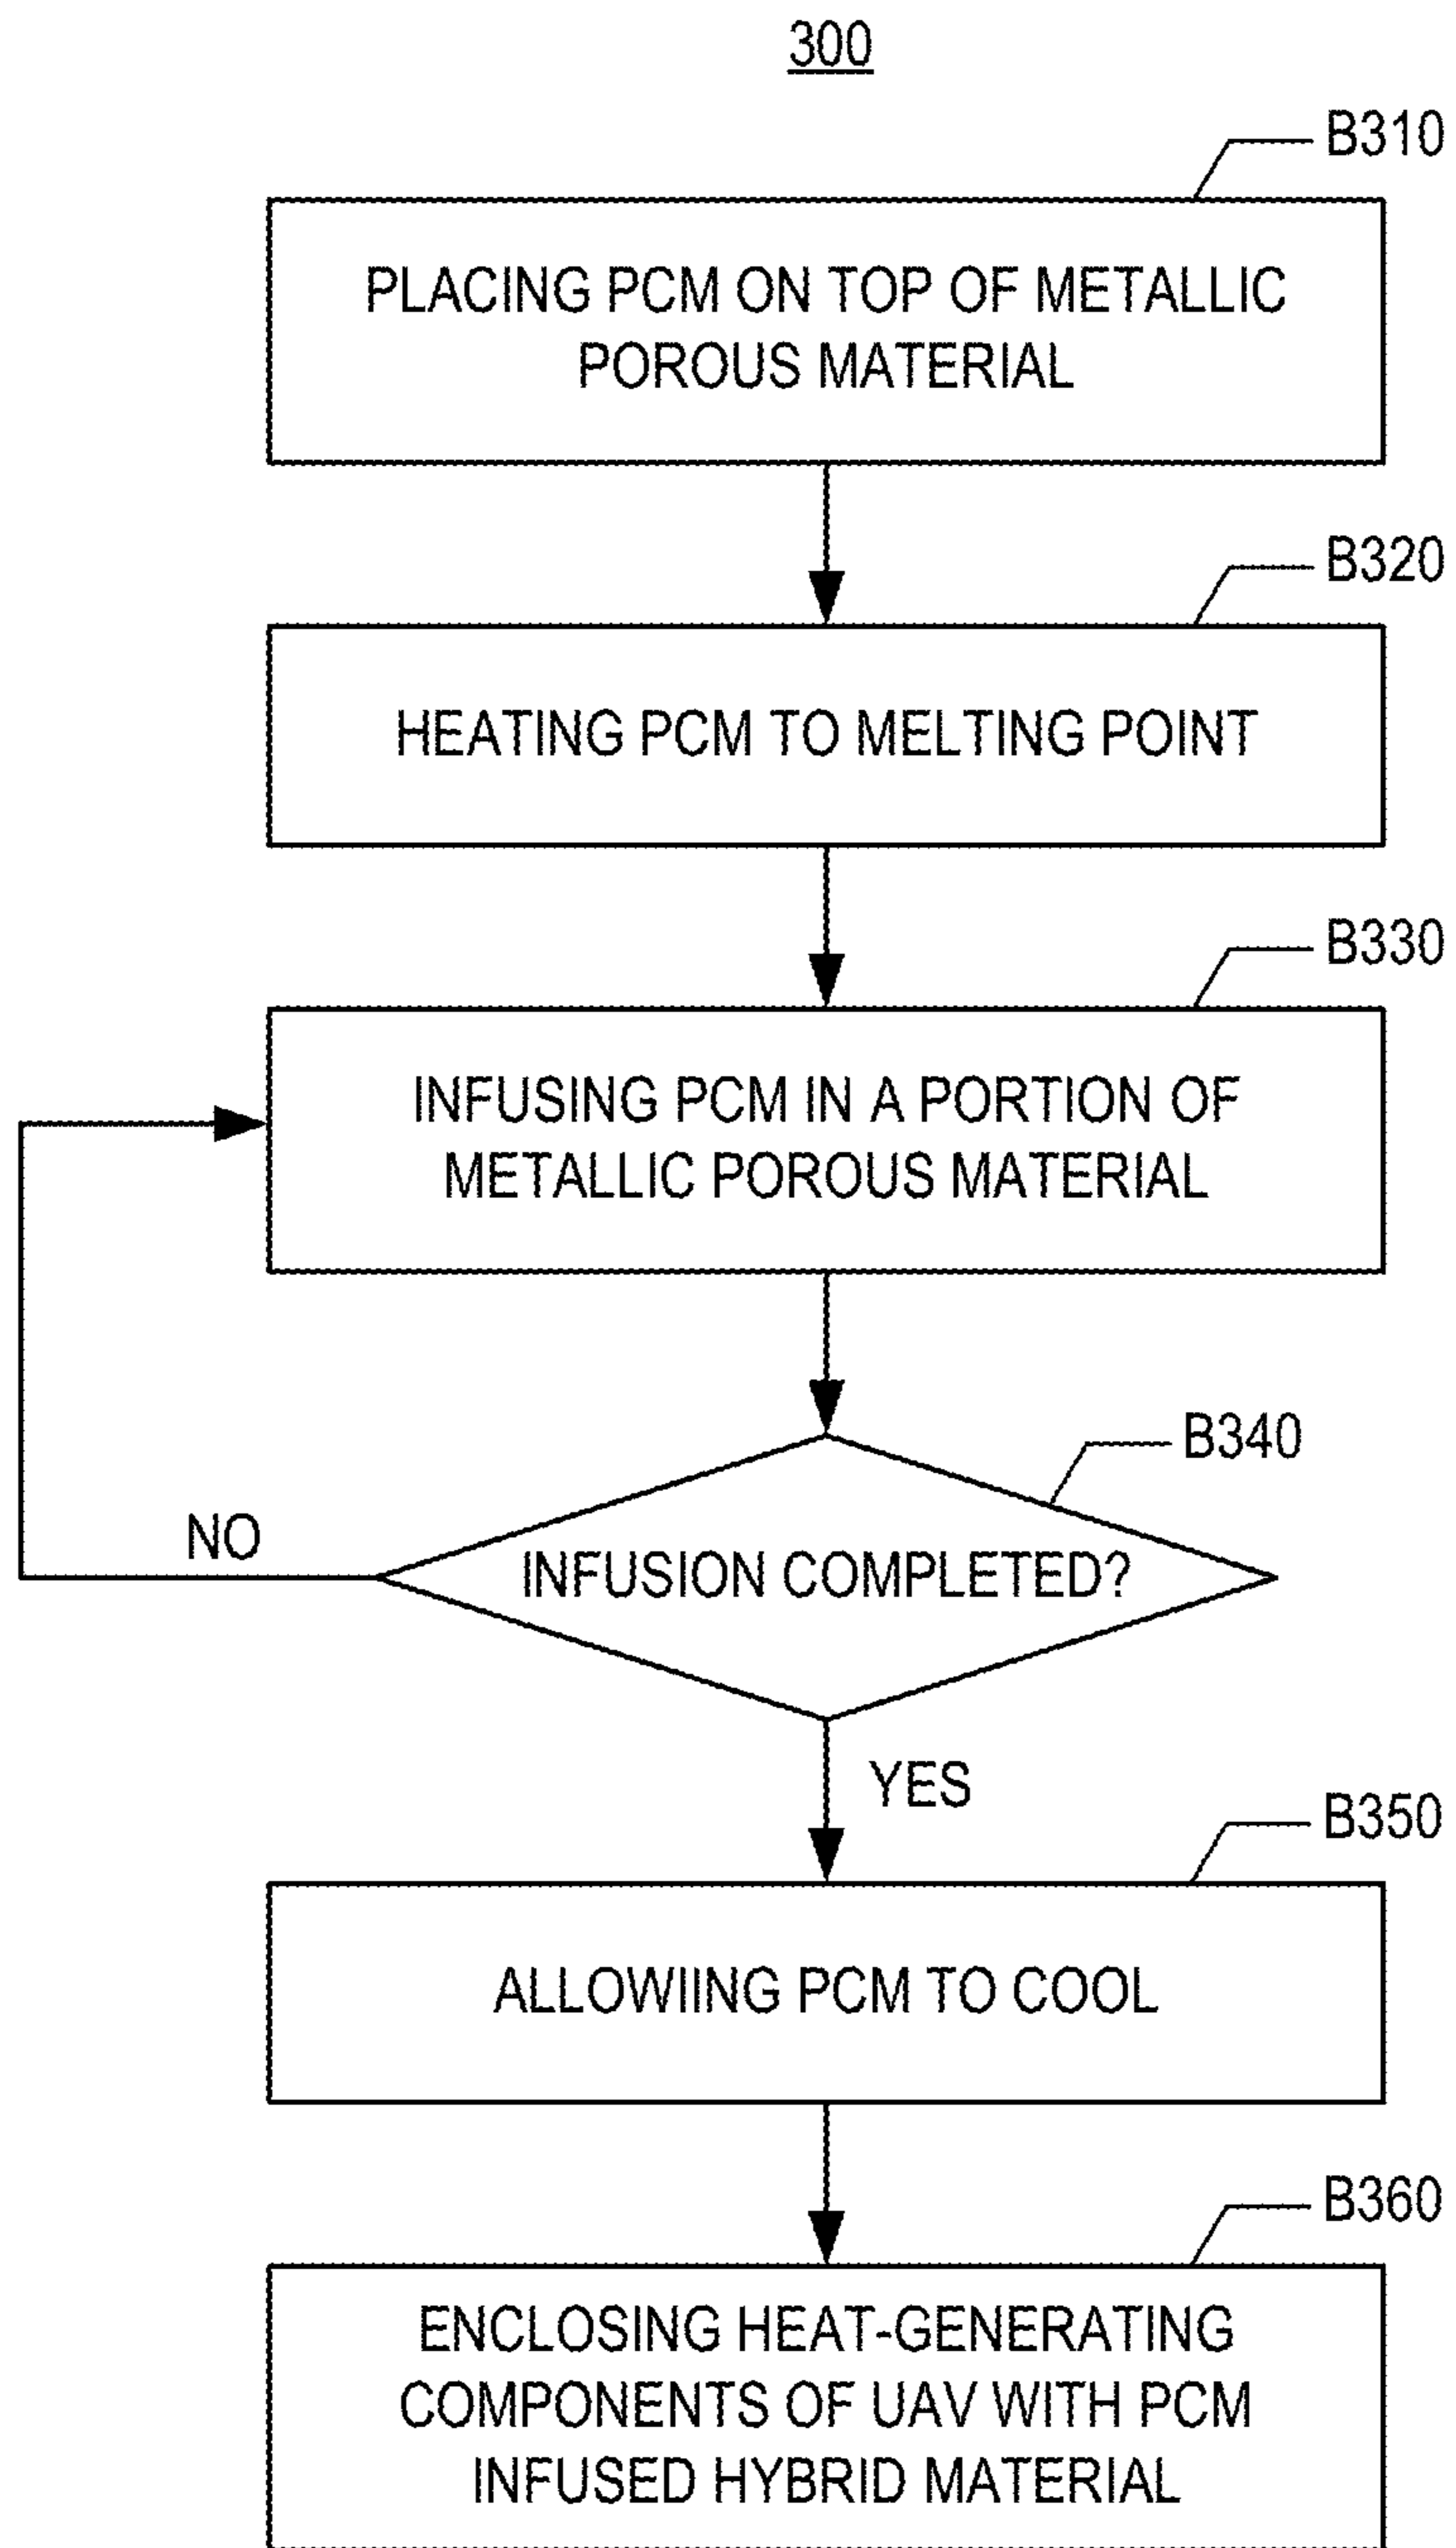 300
B310
PLACING PCM ON TOP OF METALLIC
POROUS MATERIAL
B320
HEATING PCM TO MELTING POINT
B330
INFUSING PCM IN A PORTION OF
METALLIC POROUS MATERIAL
B340
INFUSION COMPLETED?
NO
YES
B350
ALLOWIING PCM TO COOL
B360
ENCLOSING HEAT-GENERATING
COMPONENTS OF UAV WITH PCM
INFUSED HYBRID MATERIAL